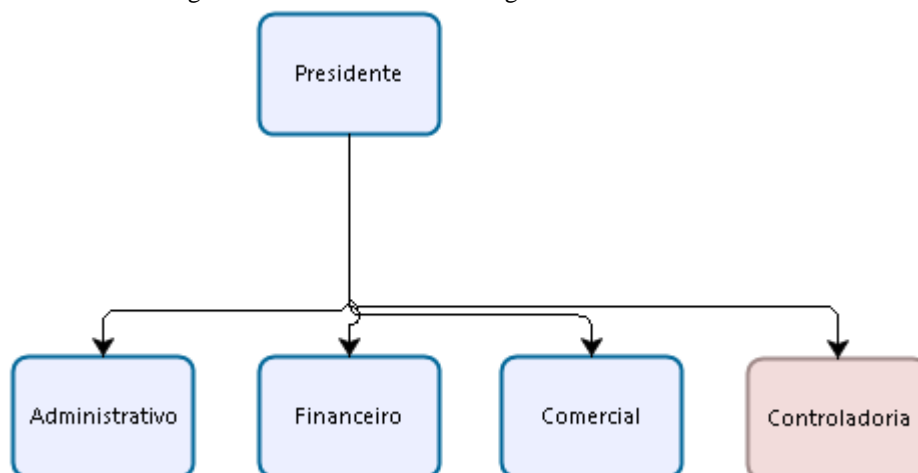 Presidente
Administrativo
Financeiro
Comercial
Controladoria